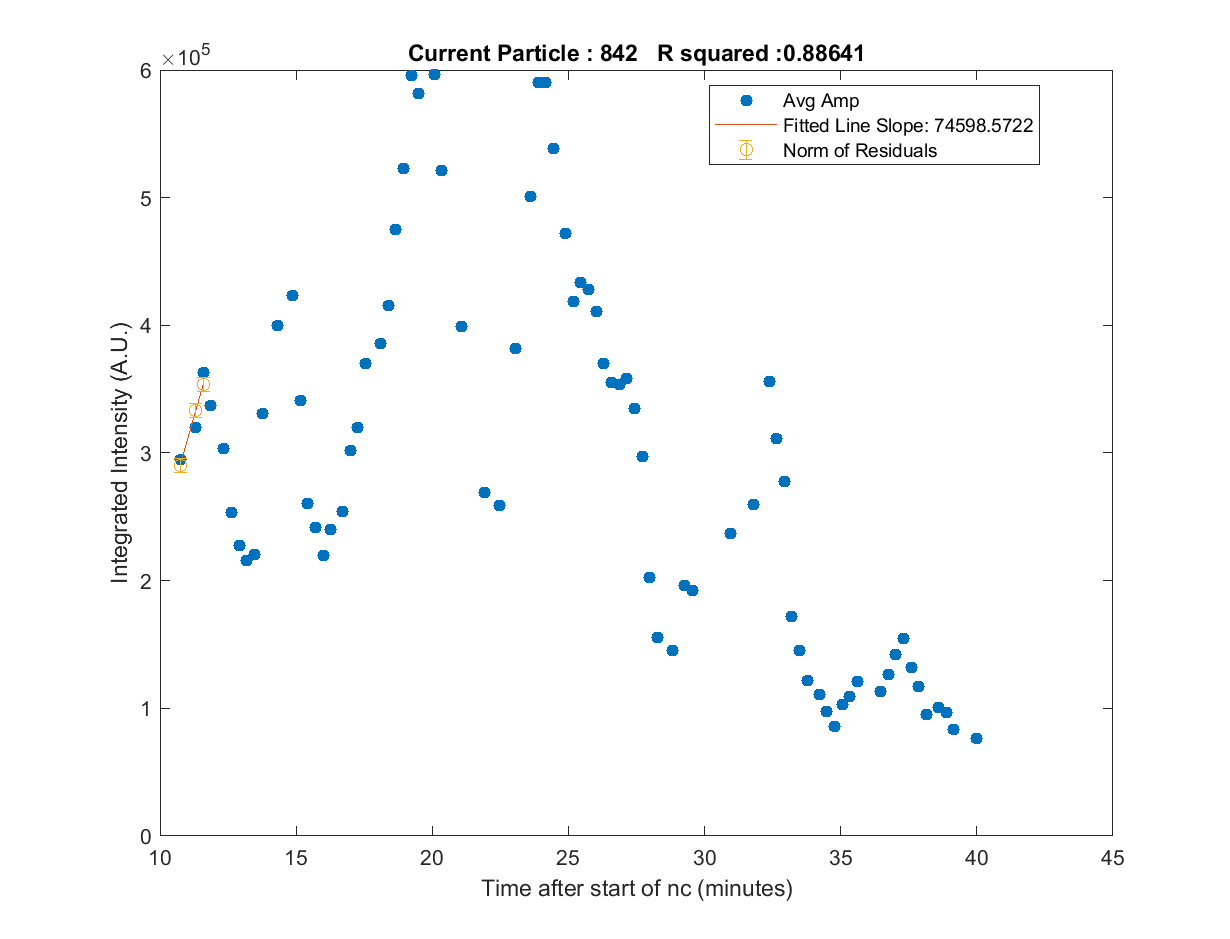 Current Particle : 842 R squared :0.88641
×10^5
6
5
4
3
2
1
0
Integrated Intensity (A.U.)
Avg Amp
Fitted Line Slope: 74598.5722
Norm of Residuals
10 15 20 25 30 35 40 45
Time after start of nc (minutes)